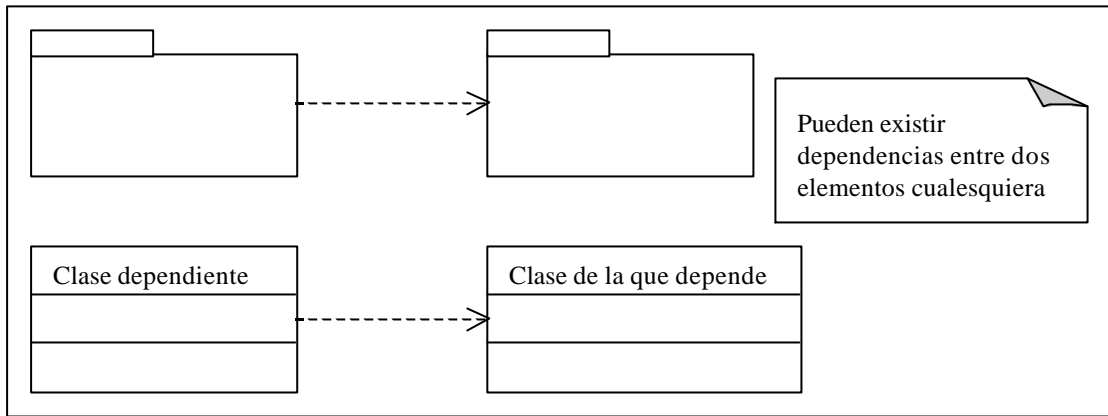 Pueden existir
dependencias entre dos
elementos cualesquiera
Clase dependiente
Clase de la que depende